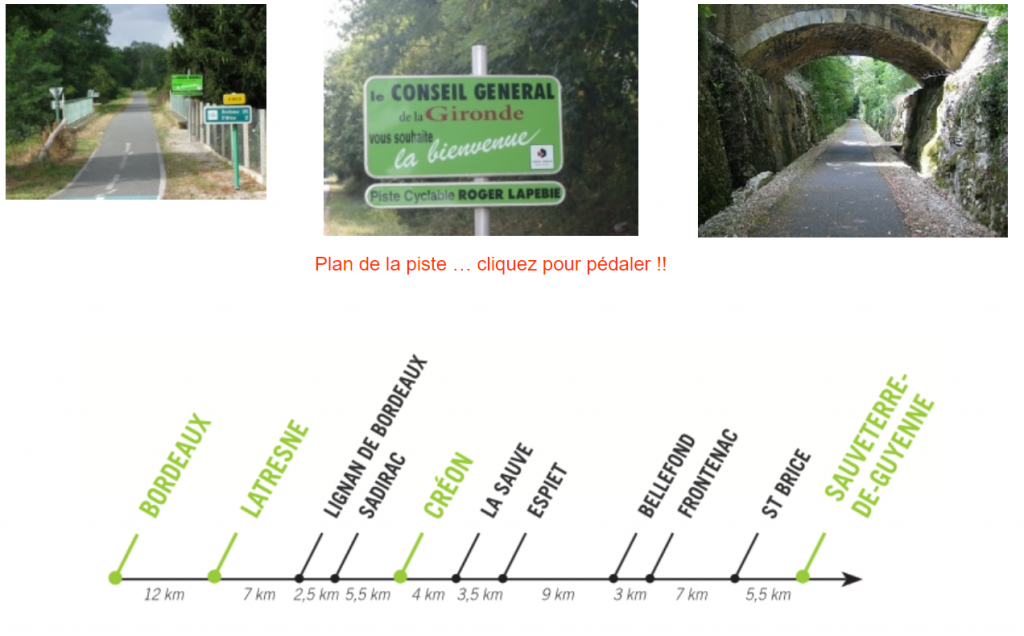 le CONSEIL GENERAL
de la Gironde
vous souhaite
la bienvenue
Piste Cyclable ROGER LAPEBIE
Plan de la piste … cliquez pour pédaler !!
BORDEAUX
LATRESNE
LIGNAN DE BORDEAUX
SADIRAC
CRÉON
LA SAUVE
ESPIET
BELLEFOND
FRONTENAC
ST BRICE
SAUVETERRE-
DE-GUYENNE
12 km 7 km 2,5 km 5,5 km 4 km 3,5 km 9 km 3 km 7 km 5,5 km